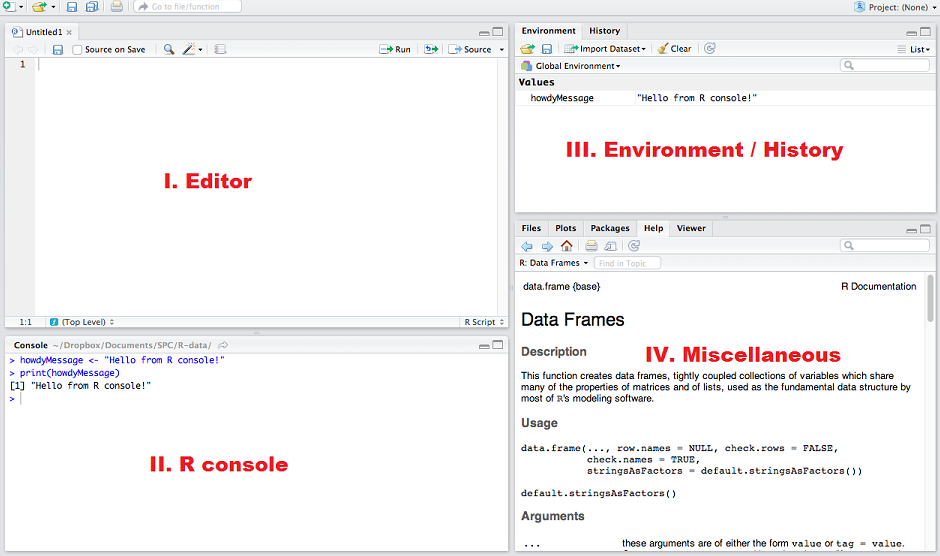 Go to file/function
Project: (None)
Untitled1
Source on Save
Run
Source
1
I. Editor
1:1
(Top Level)
R Script
Console ~/Dropbox/Documents/SPC/R-data/
> howdyMessage <- "Hello from R console!"
> print(howdyMessage)
[1] "Hello from R console!"
>
II. R console
Environment History
Import Dataset
Clear
List
Global Environment
Values
howdyMessage "Hello from R console!"
III. Environment / History
Files Plots Packages Help Viewer
R: Data Frames
Find in Topic
data.frame {base}
R Documentation
Data Frames
Description
IV. Miscellaneous
This function creates data frames, tightly coupled collections of variables which share
many of the properties of matrices and of lists, used as the fundamental data structure by
most of R's modeling software.
Usage
data.frame(..., row.names = NULL, check.rows = FALSE,
check.names = TRUE,
stringsAsFactors = default.stringsAsFactors())
default.stringsAsFactors()
Arguments
... these arguments are of either the form value or tag = value.